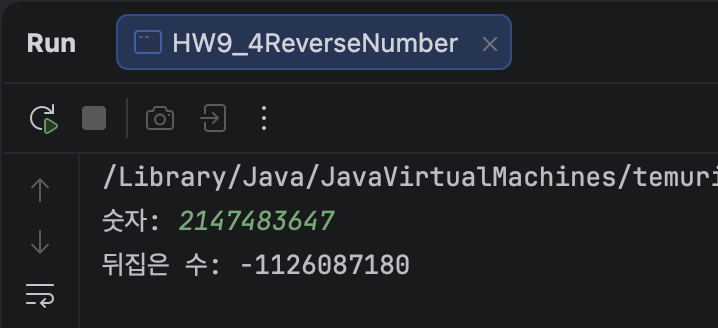 Run HW9_4ReverseNumber
/Library/Java/JavaVirtualMachines/temuri
숫자: 2147483647
뒤집은 수: -1126087180